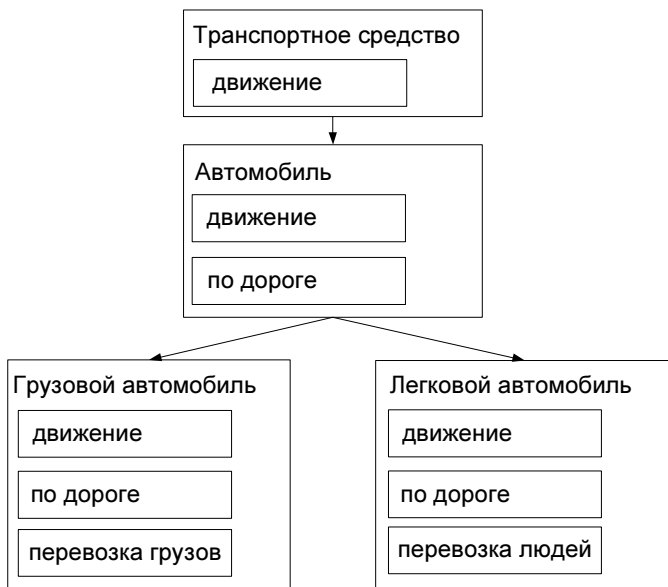 Транспортное средство
движение
Автомобиль
движение
по дороге
Грузовой автомобиль
движение
по дороге
перевозка грузов
Легковой автомобиль
движение
по дороге
перевозка людей